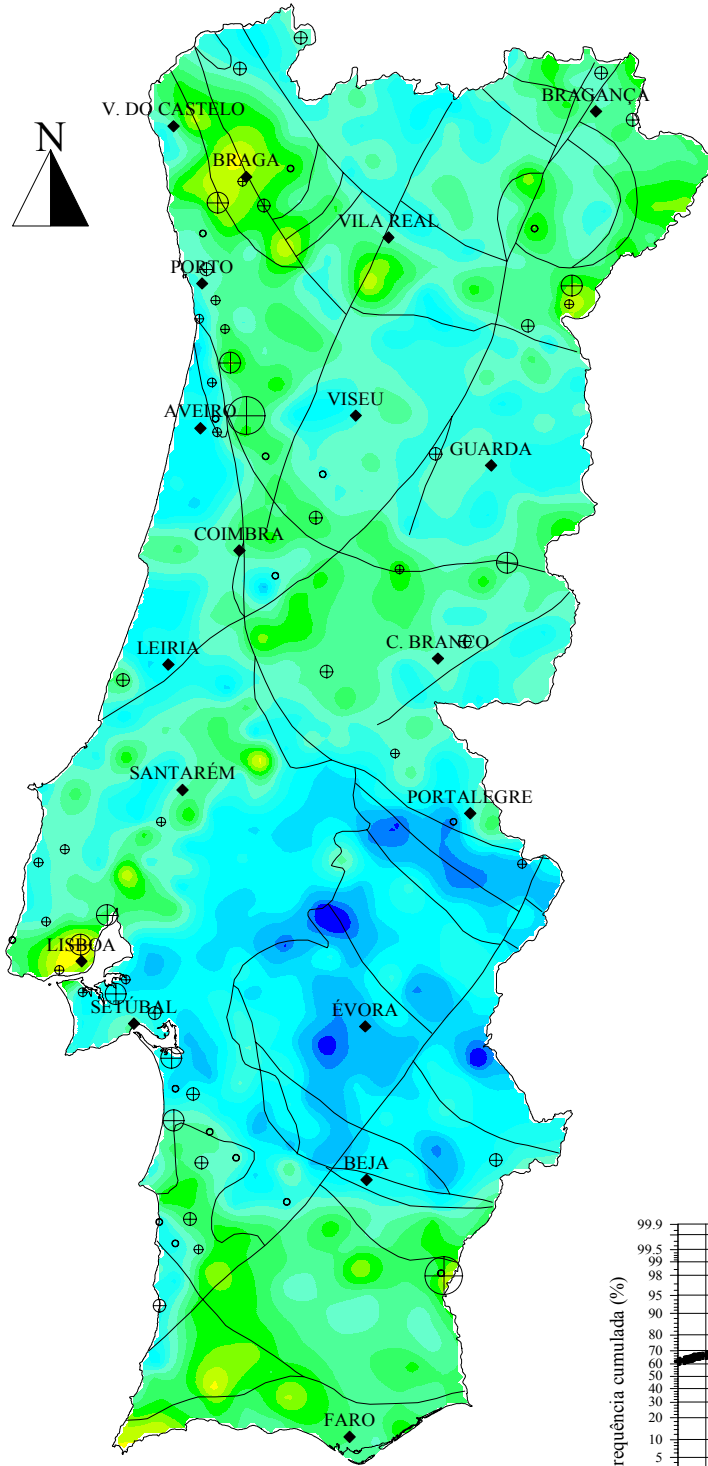 BRAGANÇA
V. DO CASTELO
N
BRAGA
VILA REAL
PORTO
VISEU
AVEIRO
GUARDA
COIMBRA
LEIRIA
C. BRANCO
SANTARÉM
PORTALEGRE
LISBOA
SETÚBAL
ÉVORA
BEJA
FARO
requência cumulada (%)
99.9
99.5
99
98
95
90
80
70
60
50
40
30
20
10
5